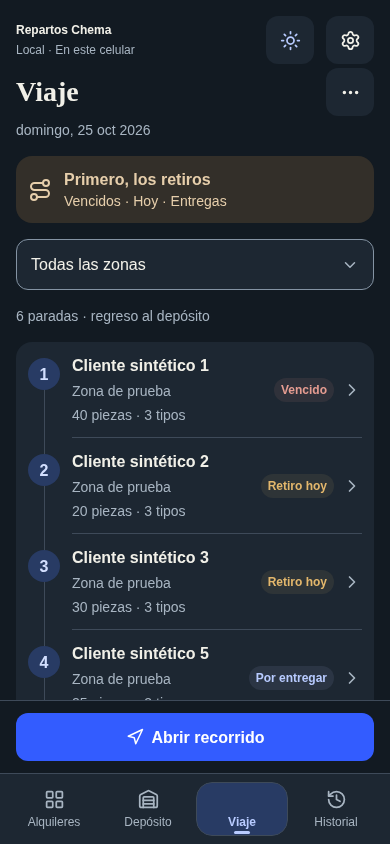 Repartos Chema
Local · En este celular
Viaje
domingo, 25 oct 2026
Primero, los retiros
Vencidos · Hoy · Entregas
Todas las zonas
6 paradas · regreso al depósito
1
Cliente sintético 1
Zona de prueba
Vencido
40 piezas · 3 tipos
2
Cliente sintético 2
Zona de prueba
Retiro hoy
20 piezas · 3 tipos
3
Cliente sintético 3
Zona de prueba
Retiro hoy
30 piezas · 3 tipos
4
Cliente sintético 5
Zona de prueba
Por entregar
Abrir recorrido
Alquileres
Depósito
Viaje
Historial